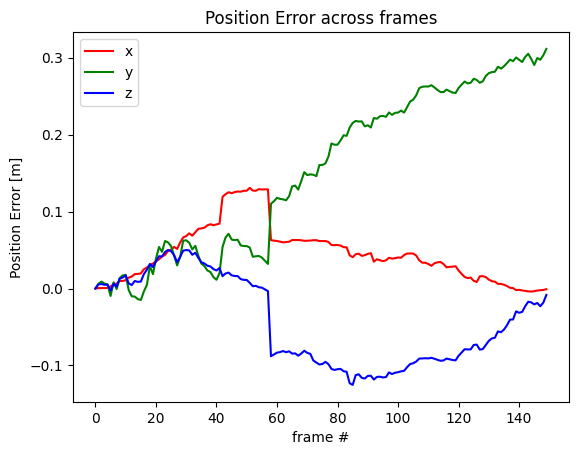 Position Error across frames
x
y
z
Position Error [m]
0.3
0.2
0.1
0.0
−0.1
0 20 40 60 80 100 120 140
frame #